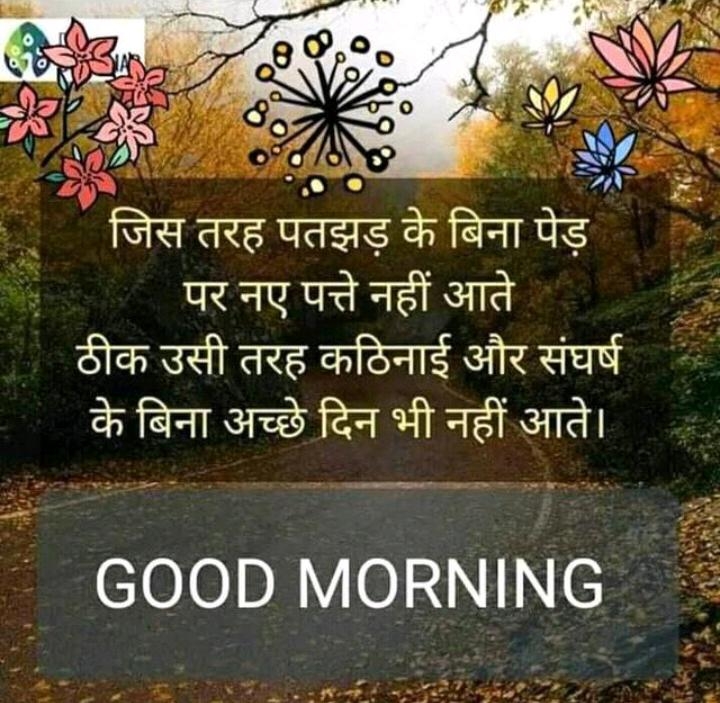 जिस तरह पतझड़ के बिना पेड़
पर नए पत्ते नहीं आते
ठीक उसी तरह कठिनाई और संघर्ष
के बिना अच्छे दिन भी नहीं आते।
GOOD MORNING